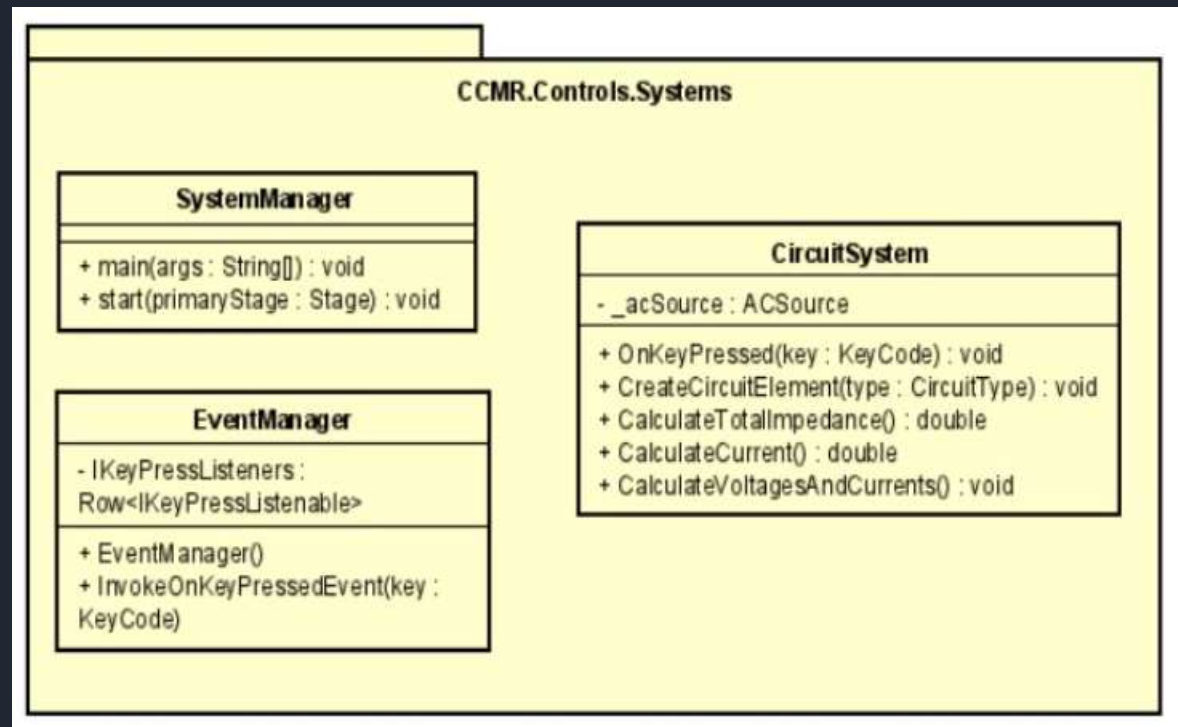 CCMR.Controls.Systems
SystemManager
+ main(args : String[]) : void
+ start(primaryStage : Stage) : void
EventManager
- IKeyPressListeners :
Row<IKeyPressListenable>
+ EventManager()
+ InvokeOnKeyPressedEvent(key :
KeyCode)
CircuitSystem
- _acSource : ACSource
+ OnKeyPressed(key : KeyCode) : void
+ CreateCircuitElement(type : CircuitType) : void
+ CalculateTotalImpedance() : double
+ CalculateCurrent() : double
+ CalculateVoltagesAndCurrents() : void